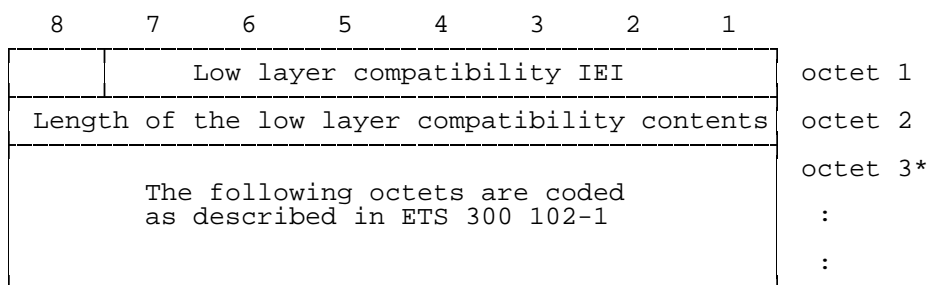 8 7 6 5 4 3 2 1
Low layer compatibility IEI octet 1
Length of the low layer compatibility contents octet 2
octet 3*
The following octets are coded
as described in ETS 300 102-1
:
: